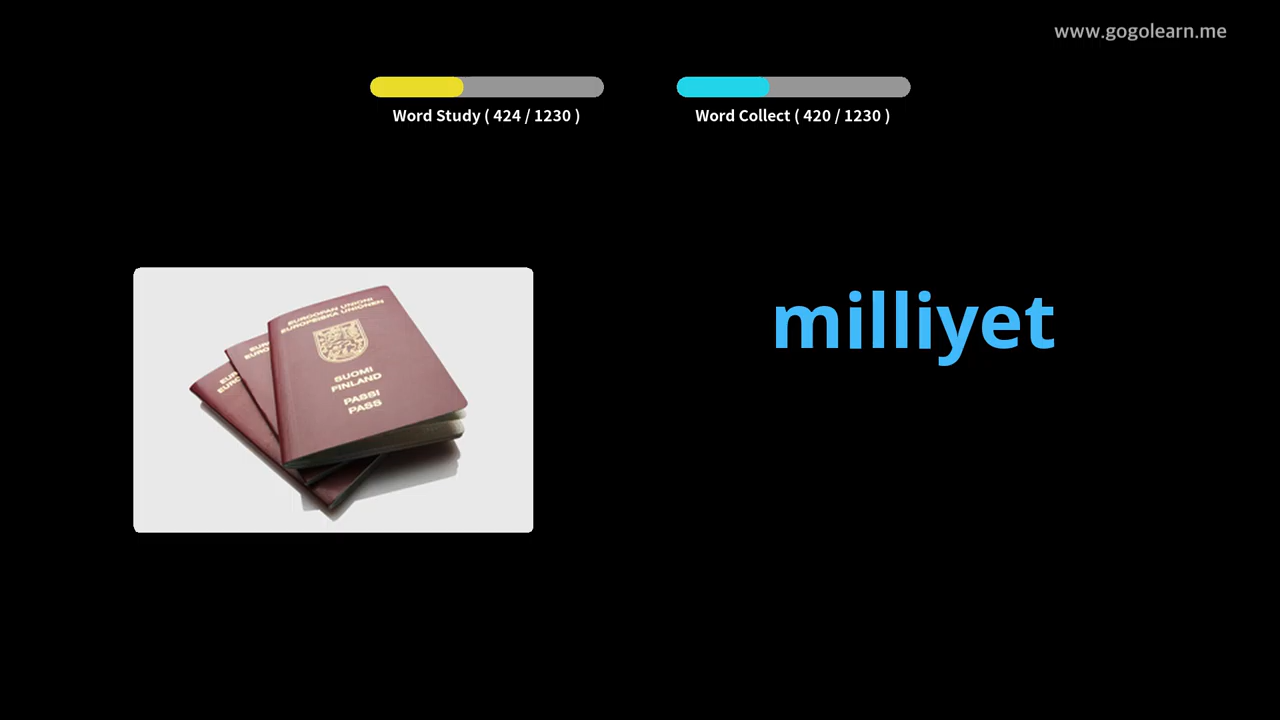 www.gogolearn.me
Word Study ( 424 / 1230 )
Word Collect ( 420 / 1230 )
milliyet
EUROOPAN UNIONI
EUROPEISKA UNIONEN
SUOMI
FINLAND
PASSI
PASS